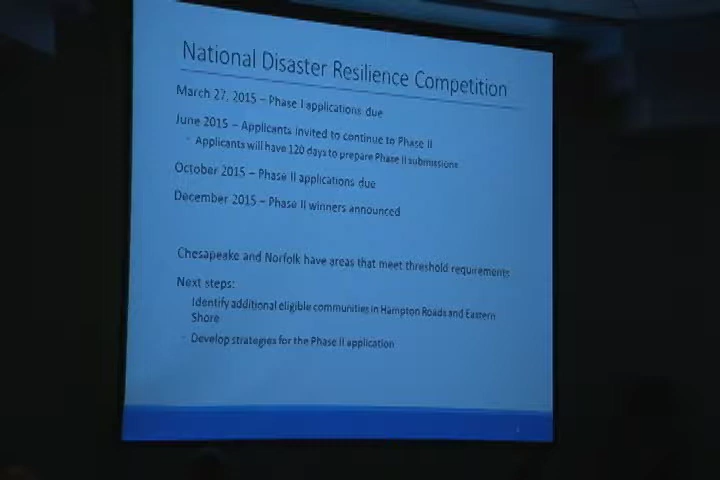 National Disaster Resilience Competition
March 27, 2015 – Phase I applications due
June 2015 – Applicants invited to continue to Phase II
Applicants will have 120 days to prepare Phase II submissions
October 2015 – Phase II applications due
December 2015 – Phase II winners announced
Chesapeake and Norfolk have areas that meet threshold requirements
Next steps:
Identify additional eligible communities in Hampton Roads and Eastern
Shore
Develop strategies for the Phase II application